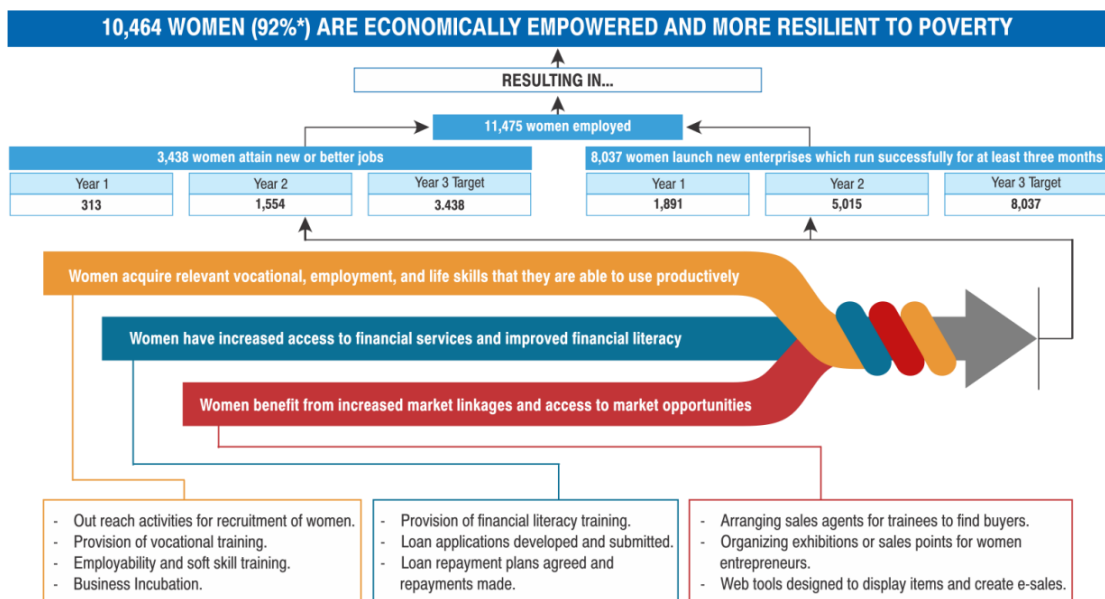 10,464 WOMEN (92%*) ARE ECONOMICALLY EMPOWERED AND MORE RESILIENT TO POVERTY
RESULTING IN...
11,475 women employed
3,438 women attain new or better jobs
Year 1
Year 2
Year 3 Target
313
1,554
3.438
8,037 women launch new enterprises which run successfully for at least three months
Year 1
Year 2
Year 3 Target
1,891
5,015
8,037
Women acquire relevant vocational, employment, and life skills that they are able to use productively
Women have increased access to financial services and improved financial literacy
Women benefit from increased market linkages and access to market opportunities
- Out reach activities for recruitment of women.
- Provision of vocational training.
- Employability and soft skill training.
- Business Incubation.
- Provision of financial literacy training.
- Loan applications developed and submitted.
- Loan repayment plans agreed and
repayments made.
- Arranging sales agents for trainees to find buyers.
- Organizing exhibitions or sales points for women
entrepreneurs.
- Web tools designed to display items and create e-sales.